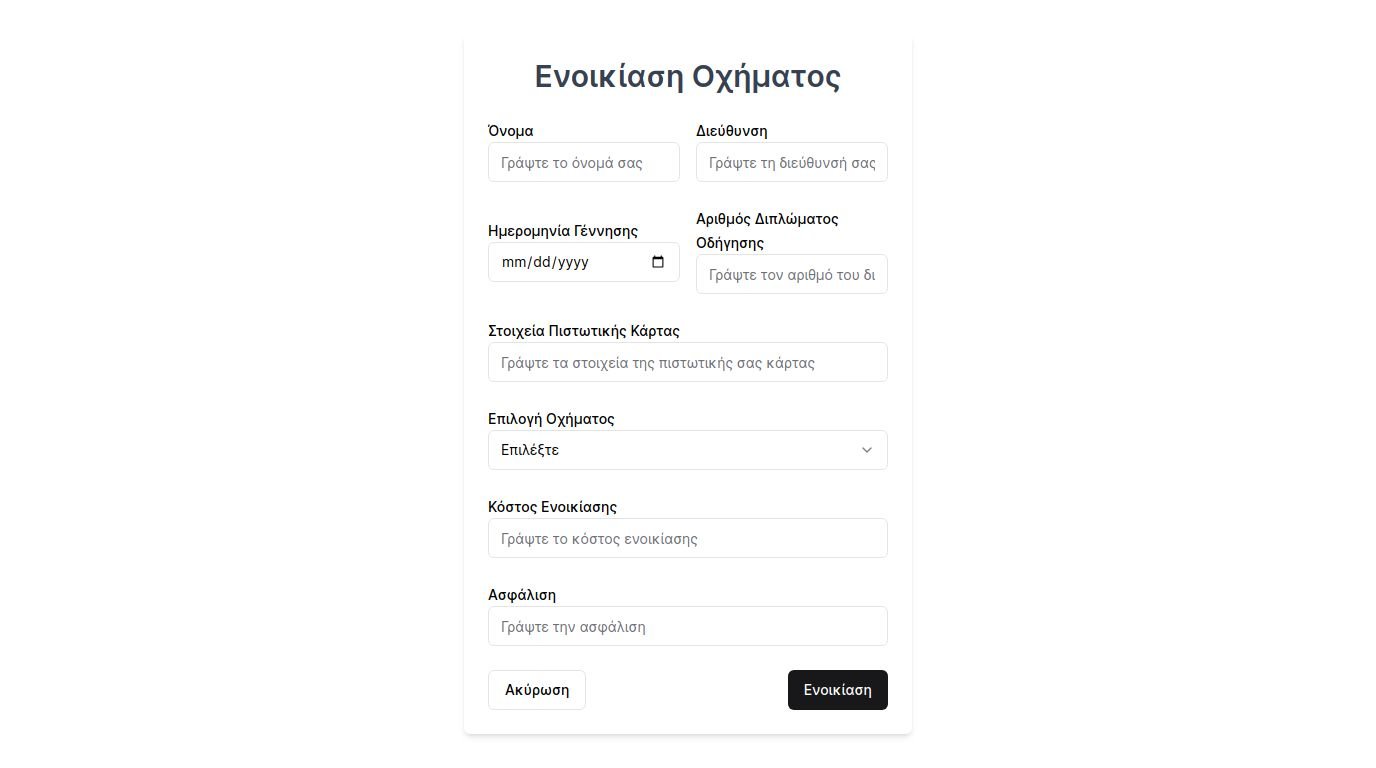 Ενοικίαση Οχήματος
Όνομα
Γράψτε το όνομά σας
Διεύθυνση
Γράψτε τη διεύθυνσή σας
Ημερομηνία Γέννησης
mm/dd/yyyy
Αριθμός Διπλώματος
Οδήγησης
Γράψτε τον αριθμό του δι
Στοιχεία Πιστωτικής Κάρτας
Γράψτε τα στοιχεία της πιστωτικής σας κάρτας
Επιλογή Οχήματος
Επιλέξτε
Κόστος Ενοικίασης
Γράψτε το κόστος ενοικίασης
Ασφάλιση
Γράψτε την ασφάλιση
Ακύρωση
Ενοικίαση